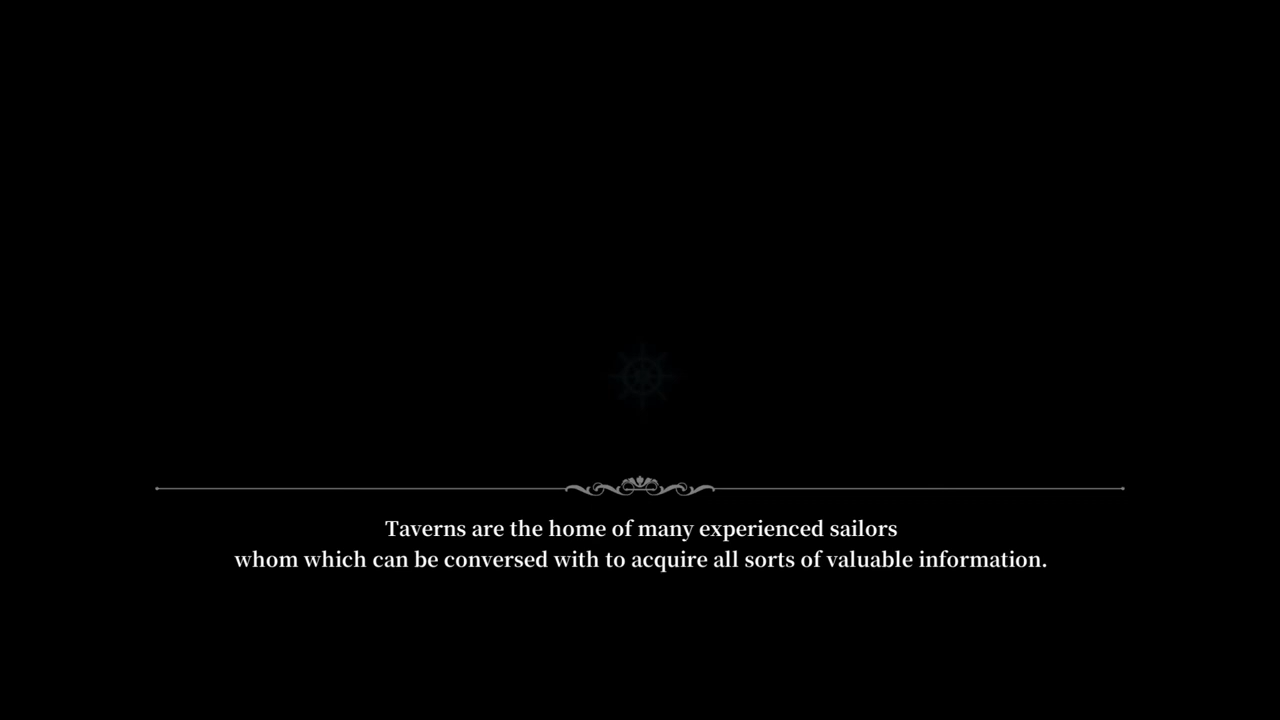 Taverns are the home of many experienced sailors
whom which can be conversed with to acquire all sorts of valuable information.